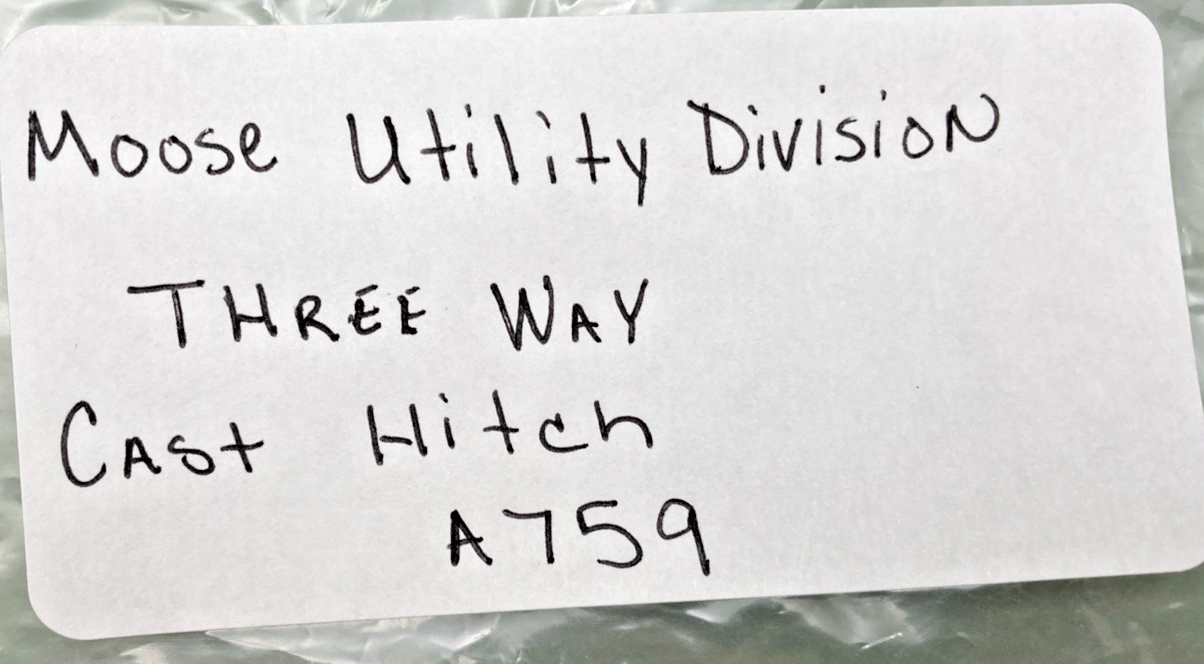 Moose Utility Division
THREE WAY
CAST Hitch
A759